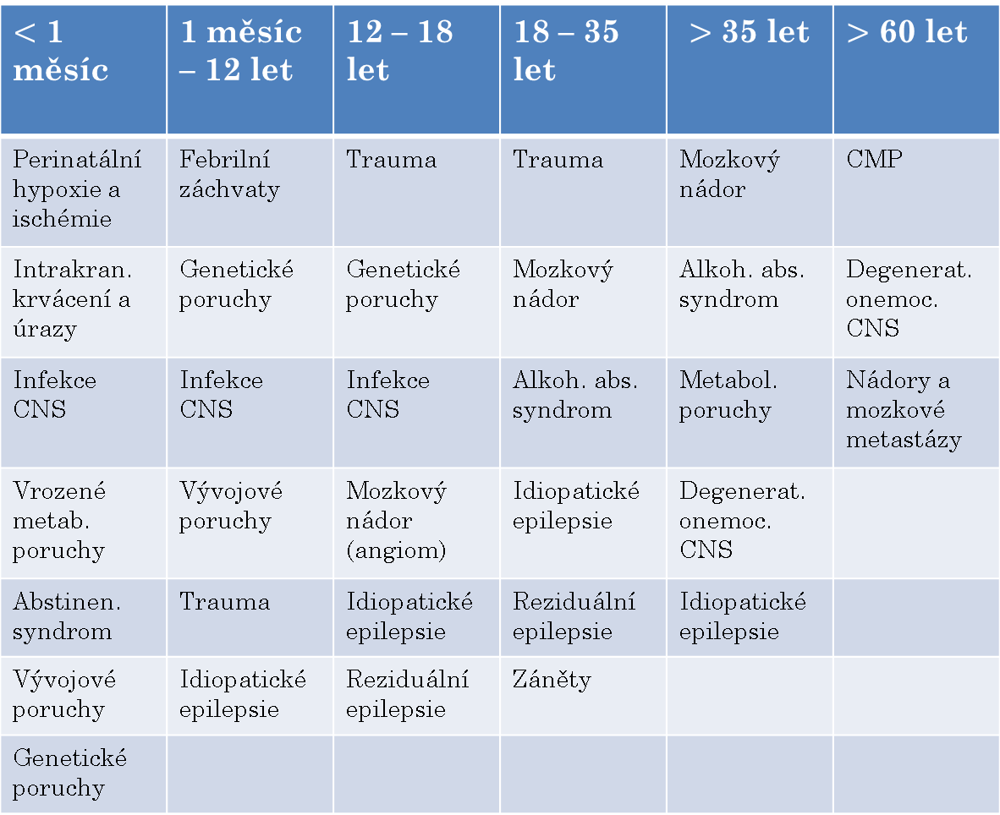 < 1
měsíc
1 měsíc
– 12 let
12 – 18
let
18 – 35
let
> 35 let
> 60 let
Perinatální
hypoxie a
ischémie
Febrilní
záchvaty
Trauma
Trauma
Mozkový
nádor
CMP
Intrakran.
krvácení a
úrazy
Genetické
poruchy
Genetické
poruchy
Mozkový
nádor
Alkoh. abs.
syndrom
Degenerat.
onemoc.
CNS
Infekce
CNS
Infekce
CNS
Infekce
CNS
Alkoh. abs.
syndrom
Metabol.
poruchy
Nádory a
mozkové
metastázy
Vrozené
metab.
poruchy
Vývojové
poruchy
Mozkový
nádor
(angiom)
Idiopatické
epilepsie
Degenerat.
onemoc.
CNS
Abstinen.
syndrom
Trauma
Idiopatické
epilepsie
Reziduální
epilepsie
Idiopatické
epilepsie
Vývojové
poruchy
Idiopatické
epilepsie
Reziduální
epilepsie
Záněty
Genetické
poruchy